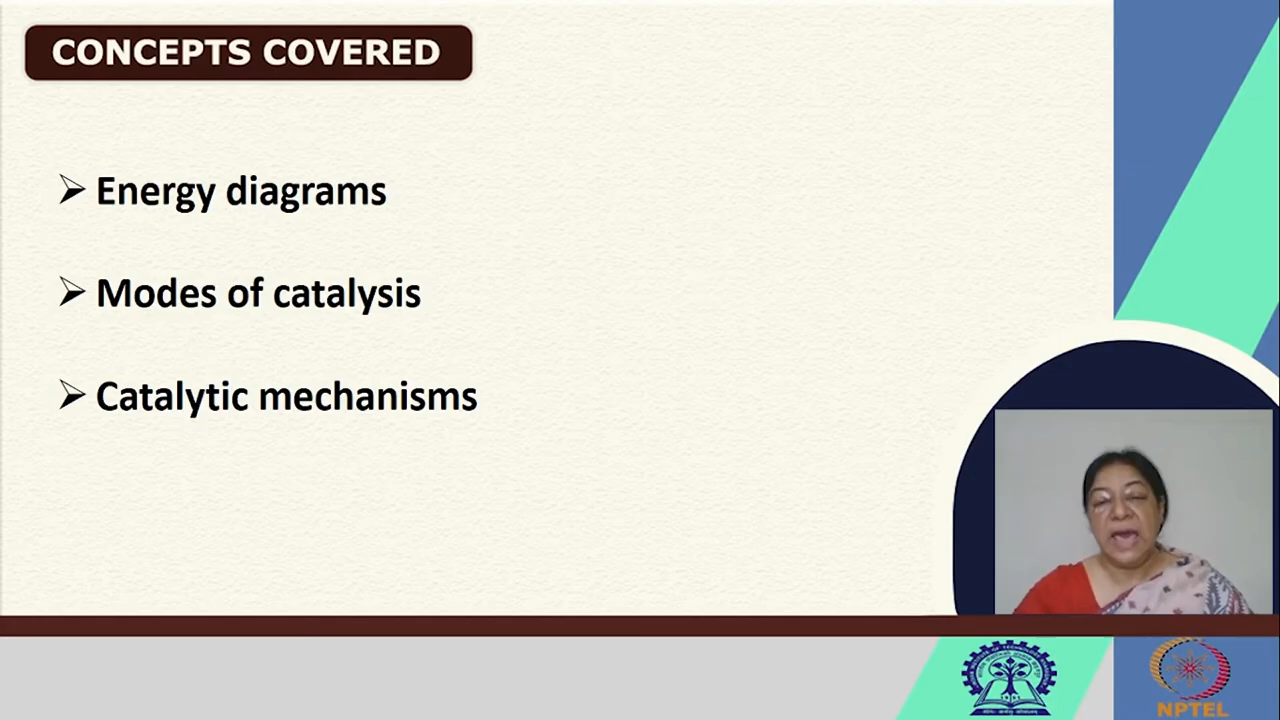 CONCEPTS COVERED
➢ Energy diagrams
➢ Modes of catalysis
➢ Catalytic mechanisms
NPTEL